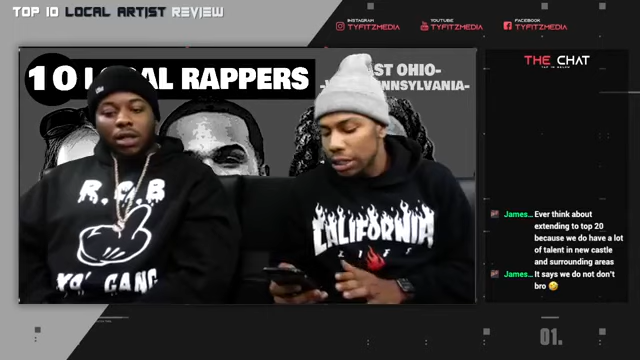 TOP 10 LOCAL ARTIST REVIEW
INSTAGRAM
TYFITZMEDIA
YOUTUBE
TYFITZMEDIA
FACEBOOK
TYFITZMEDIA
10 LOCAL RAPPERS
ST OHIO-
PENNSYLVANIA-
R.C.B
YO' GANG
CALIFORNIA
THE CHAT
James... Ever think about
extending to top 20
because we do have a lot
of talent in new castle
and surrounding areas
James... It says we do not don't
bro 🤣
01.